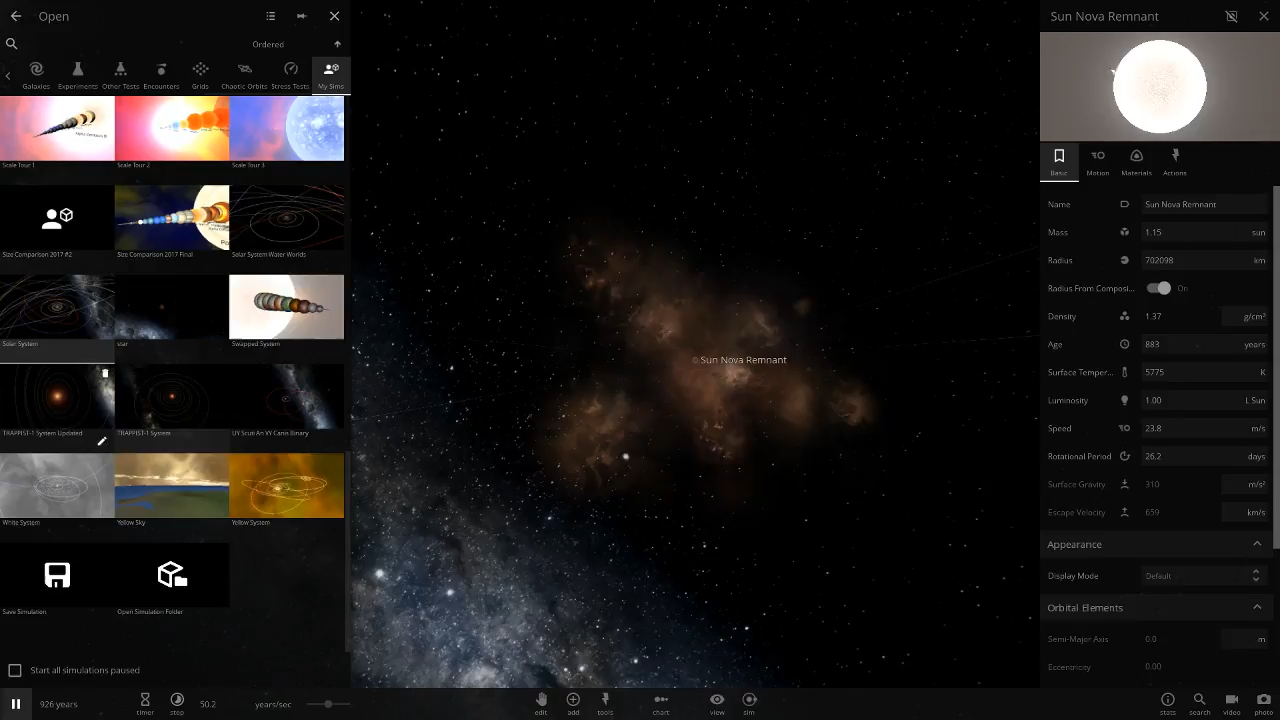 Open
Ordered
Galaxies Experiments Other Tests Encounters Grids Chaotic Orbits Stress Tests My Sims
Scale Tour 1 Scale Tour 2 Scale Tour 3
Size Comparison 2017 #2 Size Comparison 2017 Final Solar System Water Worlds
Solar System star Swapped System
TRAPPIST-1 System Updated TRAPPIST-1 System UY Scuti An VY Canis Binary
White System Yellow Sky Yellow System
Save Simulation Open Simulation Folder
Start all simulations paused
926 years
timer
step
50.2 years/sec
Sun Nova Remnant
edit add tools chart view sim
stats search video photo
Sun Nova Remnant
Basic Motion Materials Actions
Name Sun Nova Remnant
Mass 1.15 sun
Radius 702098 km
Radius From Composi... On
Density 1.37 g/cm³
Age 883 years
Surface Temper... 5775 K
Luminosity 1.00 L Sun
Speed 23.8 m/s
Rotational Period 26.2 days
Surface Gravity 310 m/s²
Escape Velocity 659 km/s
Appearance
Display Mode Default
Orbital Elements
Semi-Major Axis 0.0 m
Eccentricity 0.00